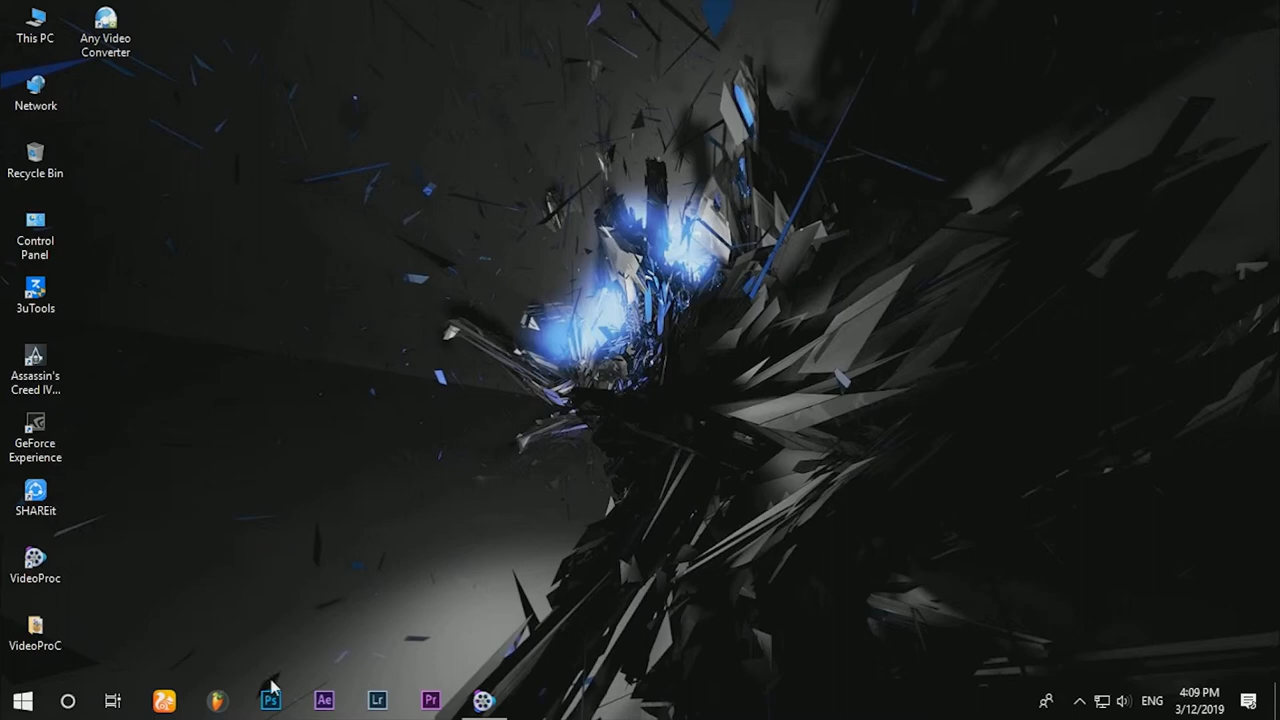 This PC
Any Video
Converter
Network
Recycle Bin
Control
Panel
3uTools
Assassin's
Creed IV...
GeForce
Experience
SHAREit
VideoProc
VideoProC
Ps
Ae
Lr
Pr
ENG
4:09 PM
3/12/2019